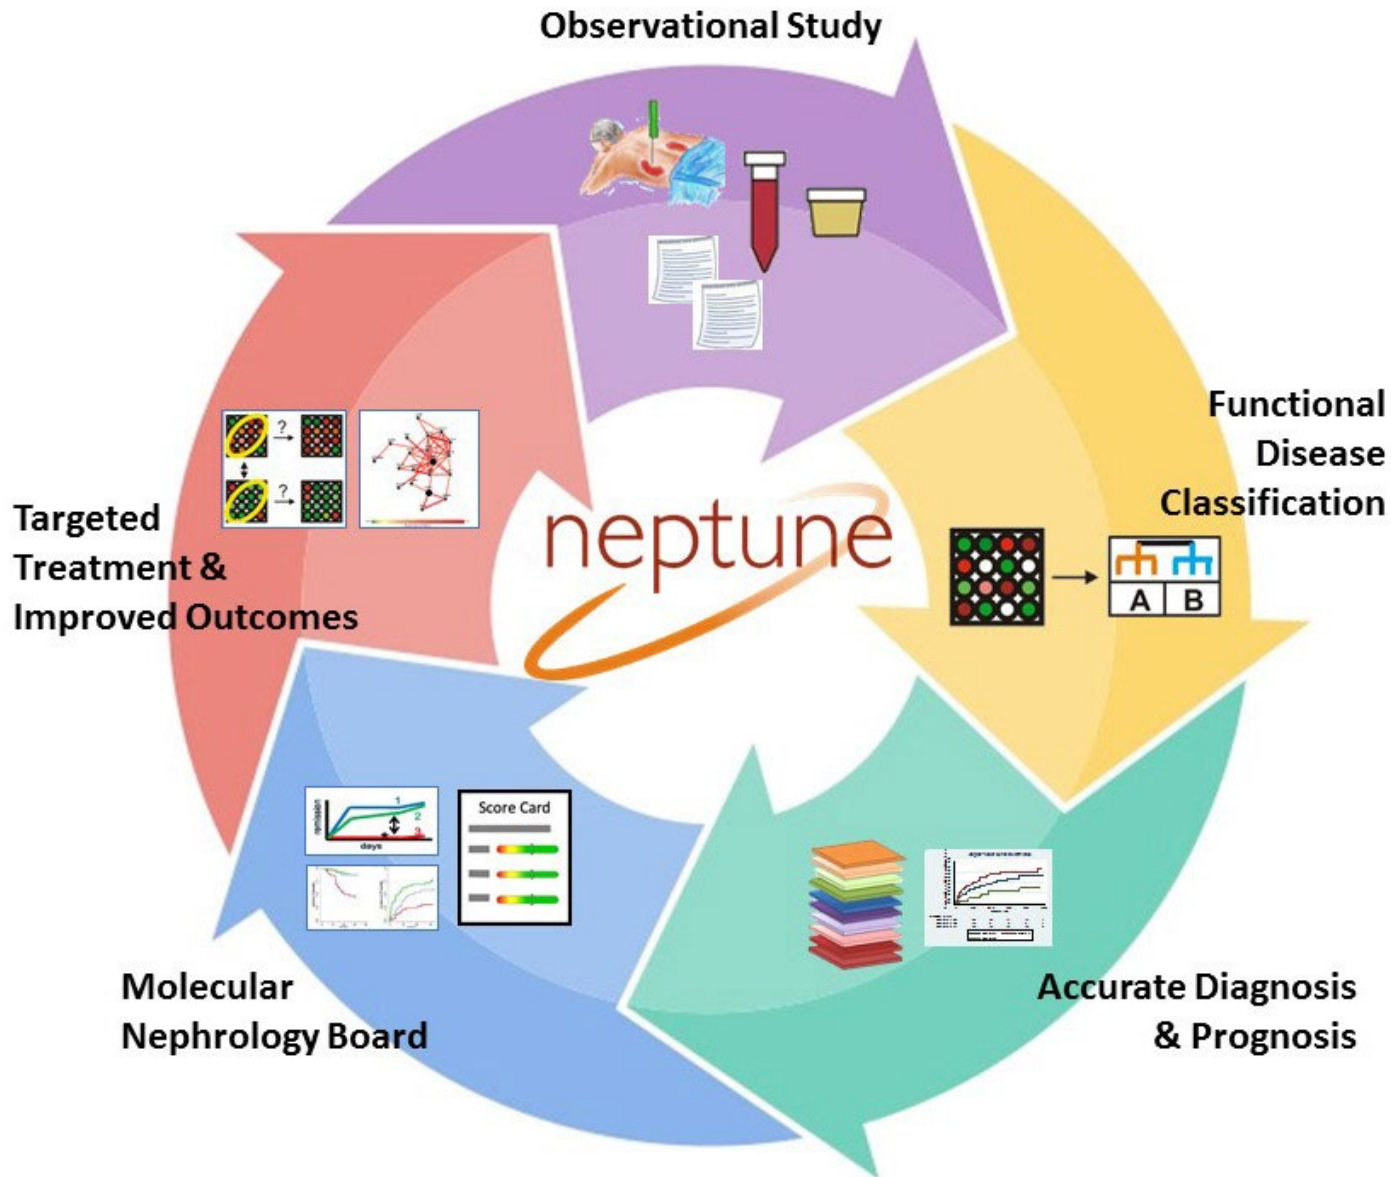 Observational Study
Functional
Disease
Classification
A B
Accurate Diagnosis
& Prognosis
Molecular
Nephrology Board
Score Card
remission
1
2
days
Targeted
Treatment &
Improved Outcomes
?
?
neptune